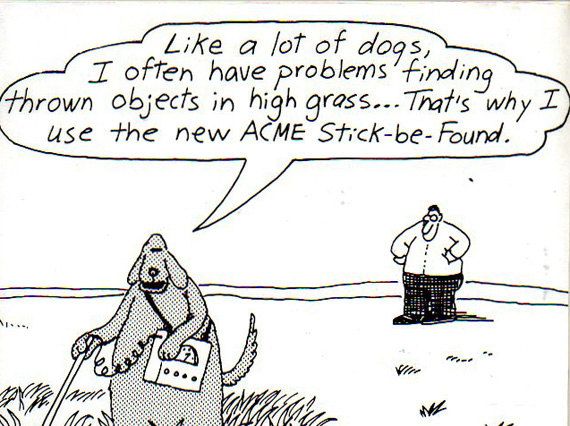 Like a lot of dogs,
I often have problems finding
thrown objects in high grass... That's why I
use the new ACME Stick-be-Found.